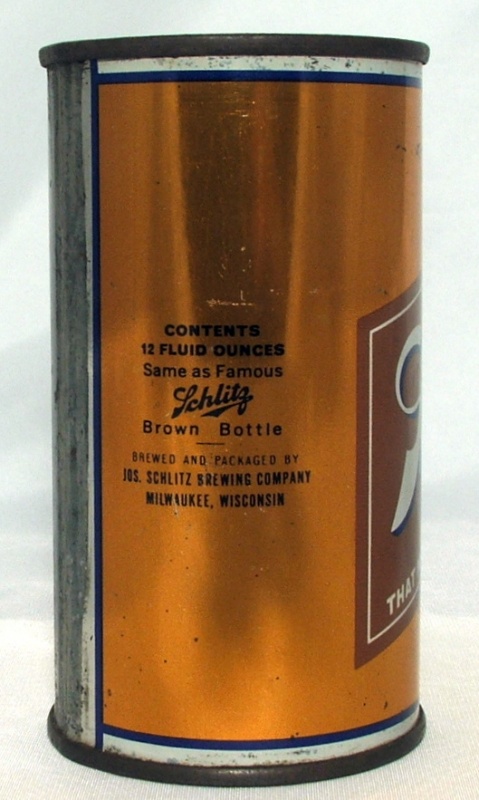 CONTENTS
12 FLUID OUNCES
Same as Famous
Schlitz
Brown Bottle
BREWED AND PACKAGED BY
JOS. SCHLITZ BREWING COMPANY
MILWAUKEE, WISCONSIN
THAT